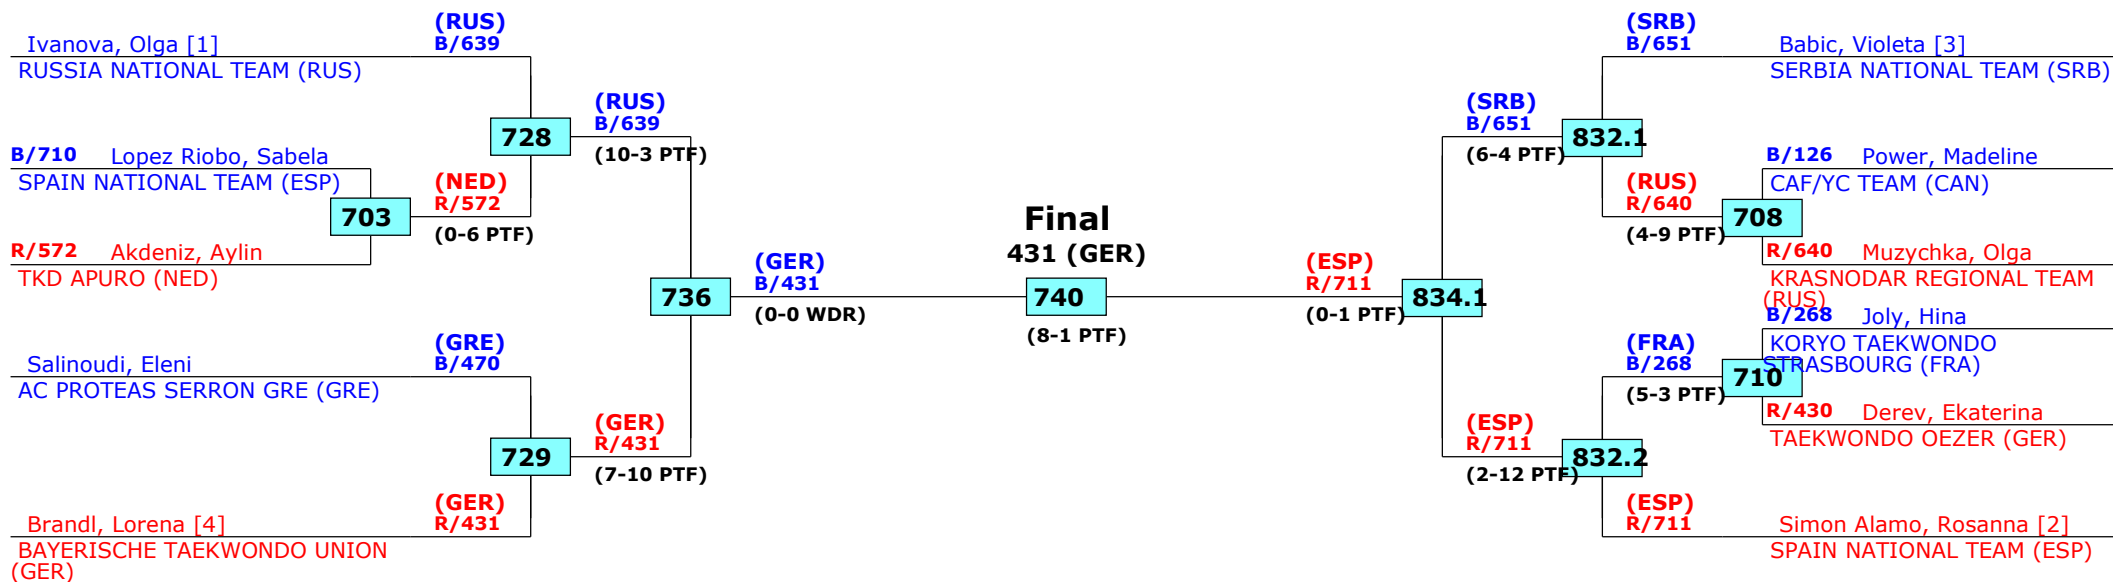 (RUS)
B/639
Ivanova, Olga [1]
RUSSIA NATIONAL TEAM (RUS)
B/710 Lopez Riobo, Sabela
SPAIN NATIONAL TEAM (ESP)
703
R/572 Akdeniz, Aylin
TKD APURO (NED)
(NED)
R/572
(0-6 PTF)
728
(RUS)
B/639
(10-3 PTF)
Salinoudi, Eleni
AC PROTEAS SERRON GRE (GRE)
(GRE)
B/470
729
(GER)
R/431
(7-10 PTF)
Brandl, Lorena [4]
BAYERISCHE TAEKWONDO UNION
(GER)
(GER)
R/431
736
(GER)
B/431
(0-0 WDR)
Final
431 (GER)
740
(8-1 PTF)
(ESP)
R/711
(0-1 PTF)
834.1
(SRB)
B/651
(6-4 PTF)
832.1
(SRB)
B/651
Babic, Violeta [3]
SERBIA NATIONAL TEAM (SRB)
B/126 Power, Madeline
CAF/YC TEAM (CAN)
(RUS)
R/640
(4-9 PTF)
708
R/640 Muzychka, Olga
KRASNODAR REGIONAL TEAM
(RUS)
B/268 Joly, Hina
KORYO TAEKWONDO
STRASBOURG (FRA)
(FRA)
B/268
(5-3 PTF)
710
R/430 Derev, Ekaterina
TAEKWONDO OEZER (GER)
(ESP)
R/711
(2-12 PTF)
832.2
(ESP)
R/711
Simon Alamo, Rosanna [2]
SPAIN NATIONAL TEAM (ESP)